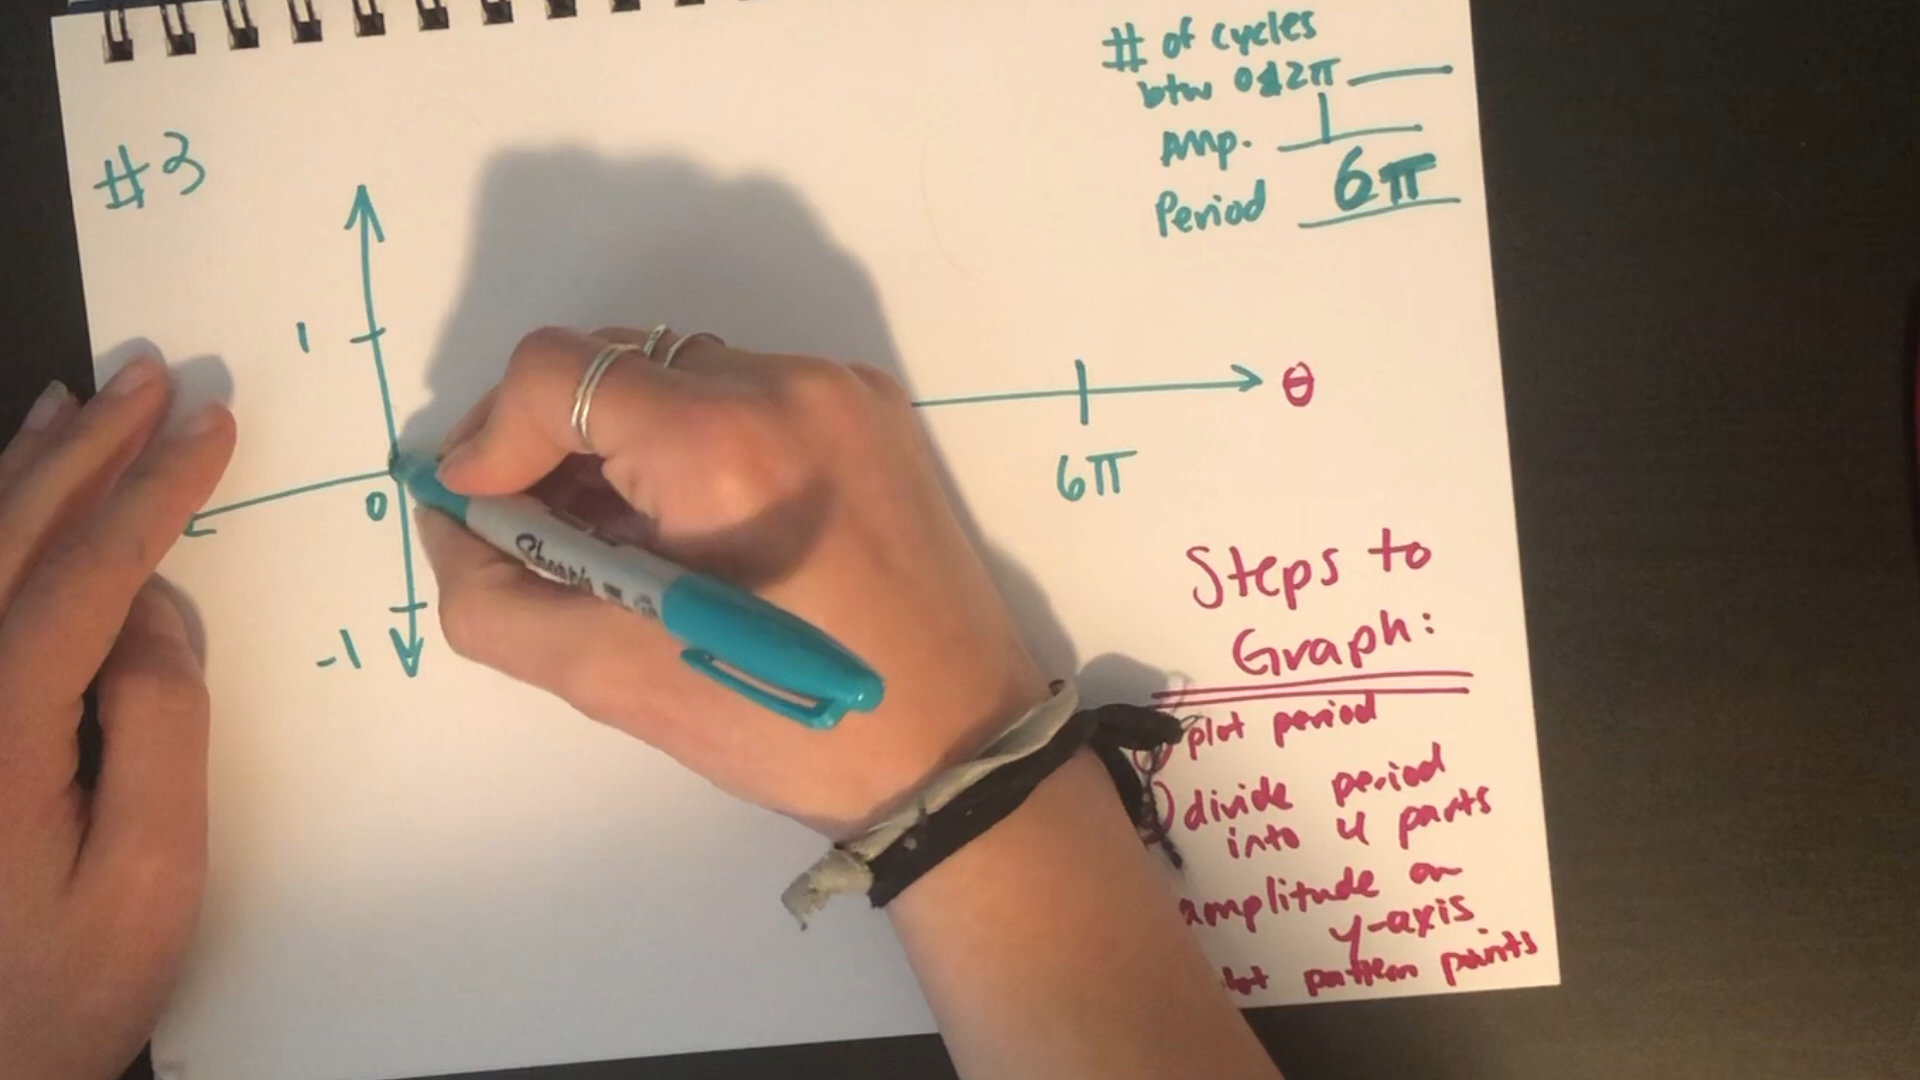 # of cycles
btw 0&2π
Amp. 1
Period 6π
#3
1
θ
0
6π
-1
Sharpie
Steps to
Graph:
plot period
divide period
into 4 parts
amplitude on
y-axis
plot pattern points